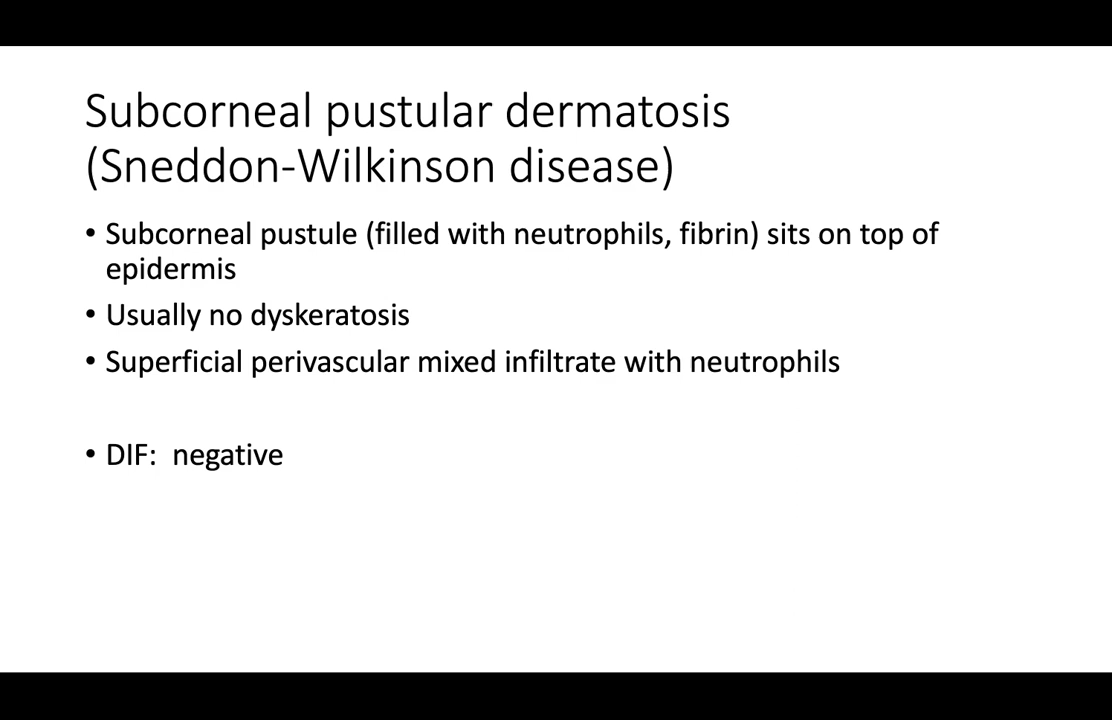 Subcorneal pustular dermatosis
(Sneddon-Wilkinson disease)
• Subcorneal pustule (filled with neutrophils, fibrin) sits on top of
epidermis
• Usually no dyskeratosis
• Superficial perivascular mixed infiltrate with neutrophils
• DIF:  negative